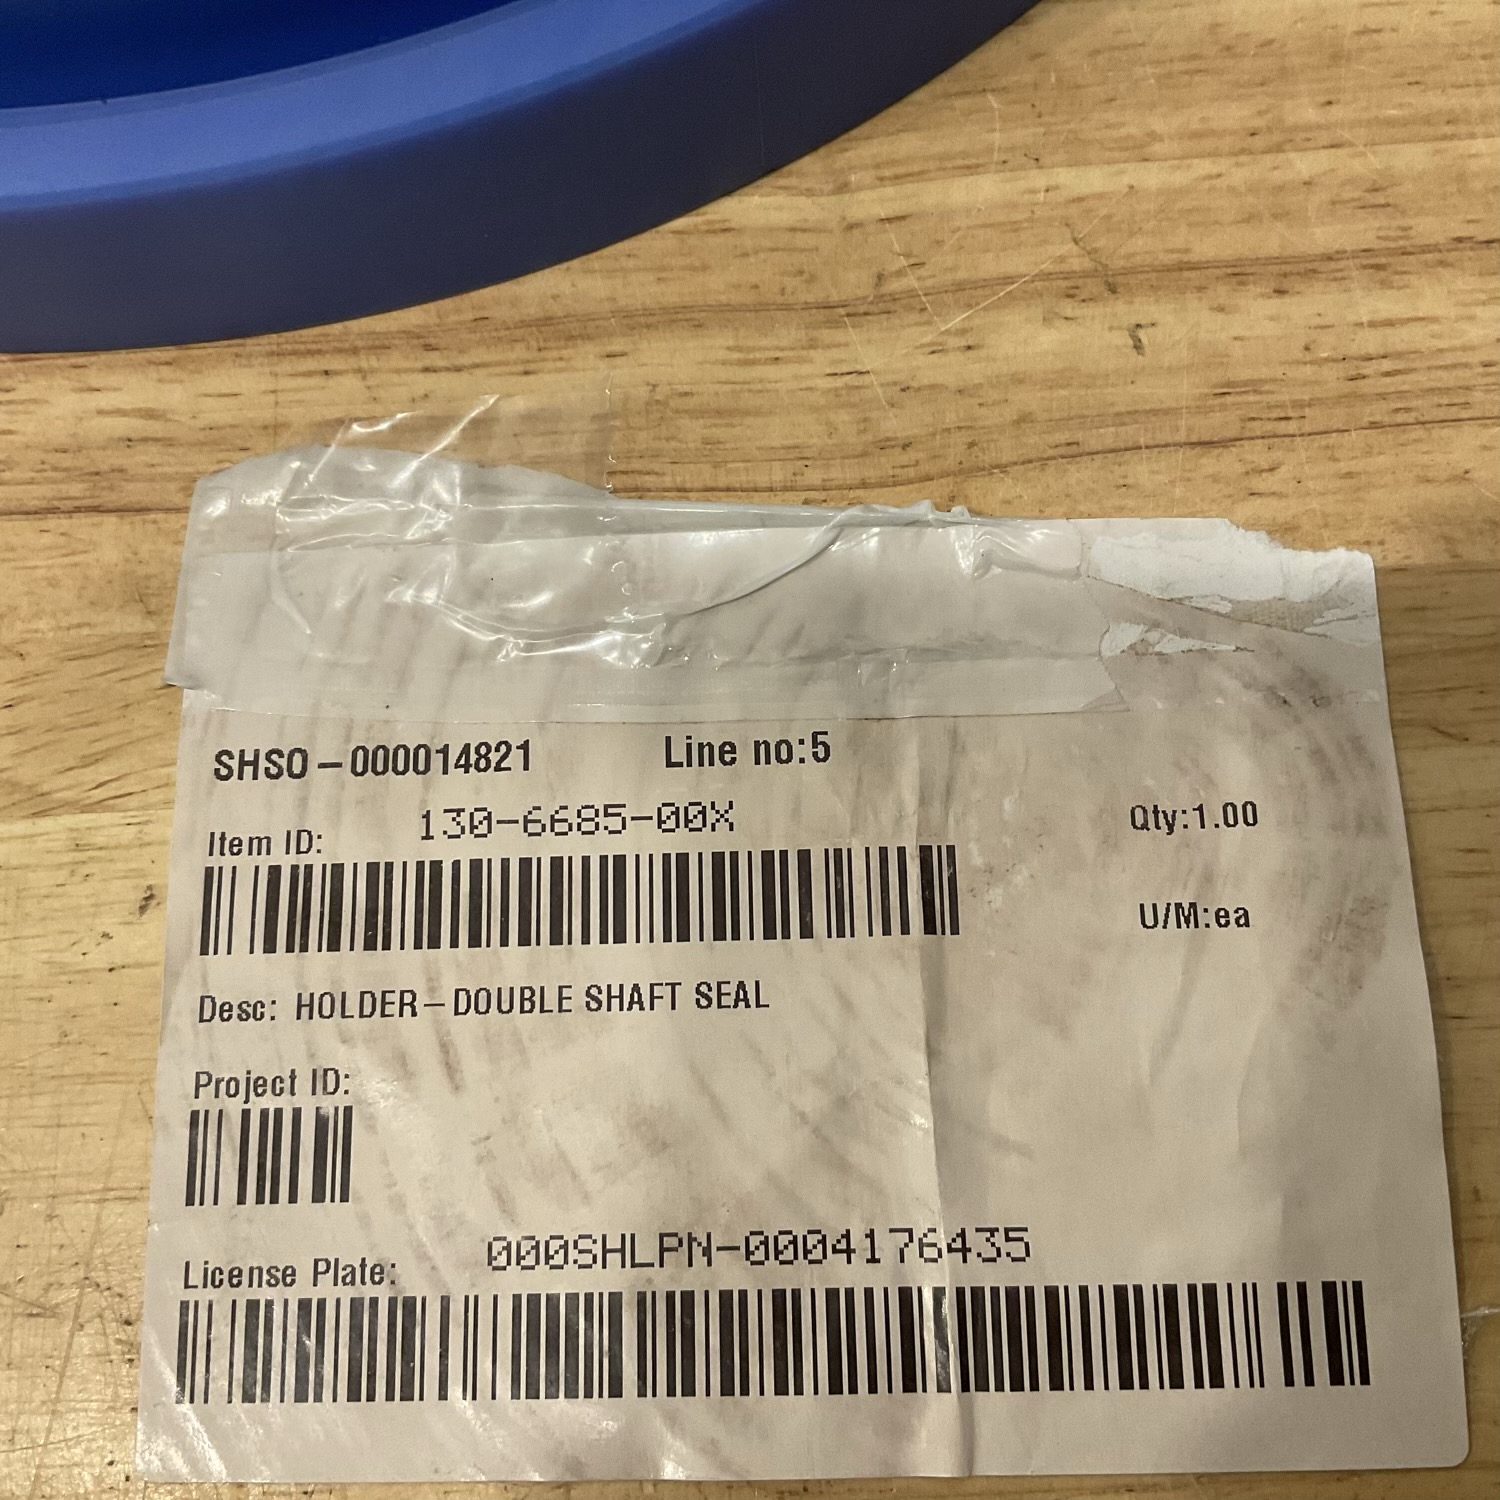 SHSO-000014821 Line no:5
130-6685-00X Qty:1.00
Item ID:
U/M:ea
Desc: HOLDER-DOUBLE SHAFT SEAL
Project ID:
000SHLPN-0004176435
License Plate: